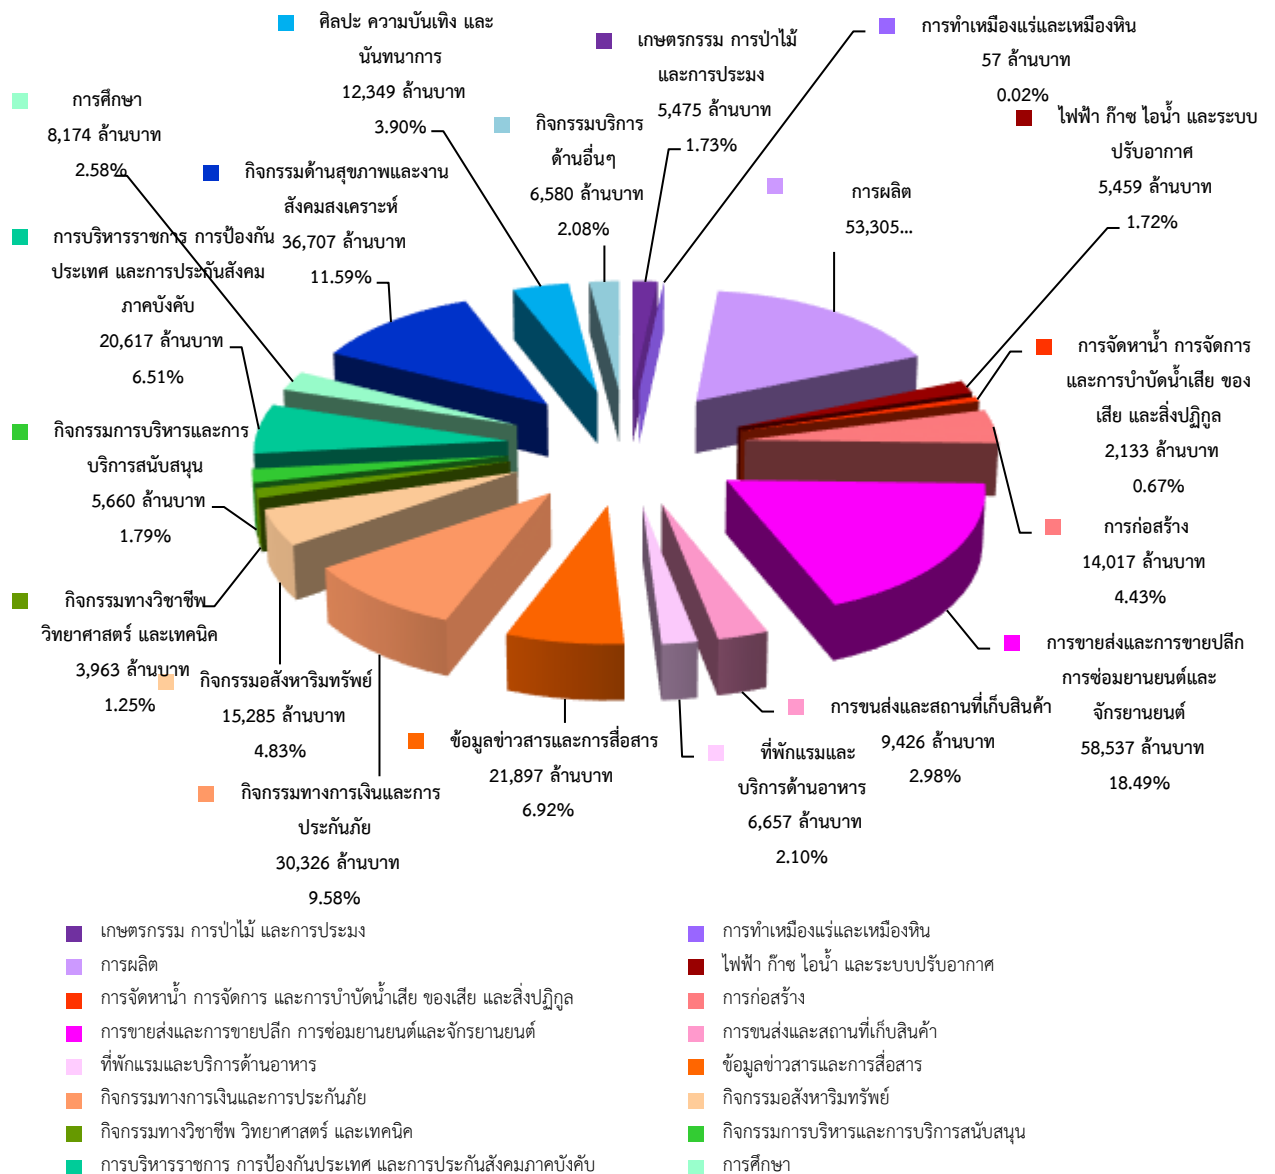 ศิลปะ ความบันเทิง และ
นันทนาการ
12,349 ล้านบาท
3.90%
เกษตรกรรม การป่าไม้
และการประมง
5,475 ล้านบาท
1.73%
การทำเหมืองแร่และเหมืองหิน
57 ล้านบาท
0.02%
การศึกษา
8,174 ล้านบาท
2.58%
กิจกรรมบริการ
ด้านอื่นๆ
6,580 ล้านบาท
2.08%
ไฟฟ้า ก๊าซ ไอน้ำ และระบบ
ปรับอากาศ
5,459 ล้านบาท
1.72%
กิจกรรมด้านสุขภาพและงาน
สังคมสงเคราะห์
36,707 ล้านบาท
11.59%
การผลิต
53,305...
การบริหารราชการ การป้องกัน
ประเทศ และการประกันสังคม
ภาคบังคับ
20,617 ล้านบาท
6.51%
การจัดหาน้ำ การจัดการ
และการบำบัดน้ำเสีย ของ
เสีย และสิ่งปฏิกูล
2,133 ล้านบาท
0.67%
กิจกรรมการบริหารและการ
บริการสนับสนุน
5,660 ล้านบาท
1.79%
การก่อสร้าง
14,017 ล้านบาท
4.43%
กิจกรรมทางวิชาชีพ
วิทยาศาสตร์ และเทคนิค
3,963 ล้านบาท
1.25%
การขายส่งและการขายปลีก
การซ่อมยานยนต์และ
จักรยานยนต์
58,537 ล้านบาท
18.49%
กิจกรรมอสังหาริมทรัพย์
15,285 ล้านบาท
4.83%
การขนส่งและสถานที่เก็บสินค้า
9,426 ล้านบาท
2.98%
ข้อมูลข่าวสารและการสื่อสาร
21,897 ล้านบาท
6.92%
ที่พักแรมและ
บริการด้านอาหาร
6,657 ล้านบาท
2.10%
กิจกรรมทางการเงินและการ
ประกันภัย
30,326 ล้านบาท
9.58%
เกษตรกรรม การป่าไม้ และการประมง
การทำเหมืองแร่และเหมืองหิน
การผลิต
ไฟฟ้า ก๊าซ ไอน้ำ และระบบปรับอากาศ
การจัดหาน้ำ การจัดการ และการบำบัดน้ำเสีย ของเสีย และสิ่งปฏิกูล
การก่อสร้าง
การขายส่งและการขายปลีก การซ่อมยานยนต์และจักรยานยนต์
การขนส่งและสถานที่เก็บสินค้า
ที่พักแรมและบริการด้านอาหาร
ข้อมูลข่าวสารและการสื่อสาร
กิจกรรมทางการเงินและการประกันภัย
กิจกรรมอสังหาริมทรัพย์
กิจกรรมทางวิชาชีพ วิทยาศาสตร์ และเทคนิค
กิจกรรมการบริหารและการบริการสนับสนุน
การบริหารราชการ การป้องกันประเทศ และการประกันสังคมภาคบังคับ
การศึกษา